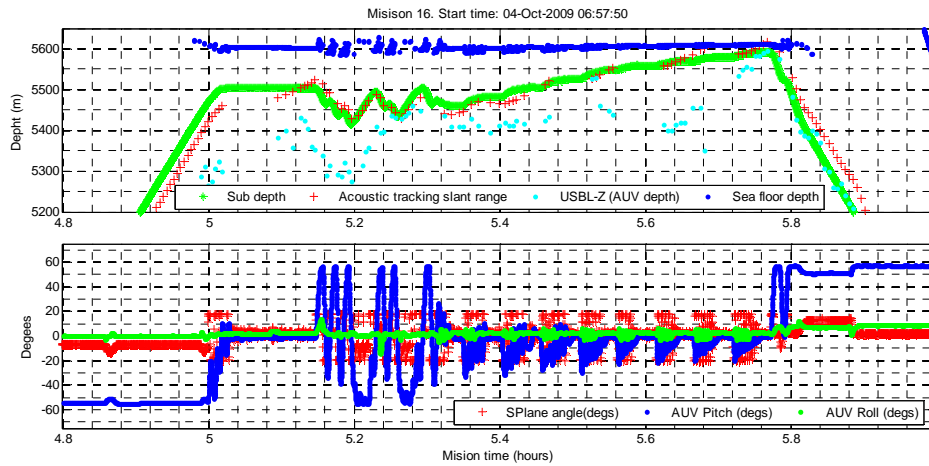 Misison 16. Start time: 04-Oct-2009 06:57:50
Depht (m)
5600
5500
5400
5300
5200
Sub depth
Acoustic tracking slant range
USBL-Z (AUV depth)
Sea floor depth
4.8 5 5.2 5.4 5.6 5.8
Degees
60
40
20
0
-20
-40
-60
SPlane angle(degs)
AUV Pitch (degs)
AUV Roll (degs)
4.8 5 5.2 5.4 5.6 5.8
Mision time (hours)